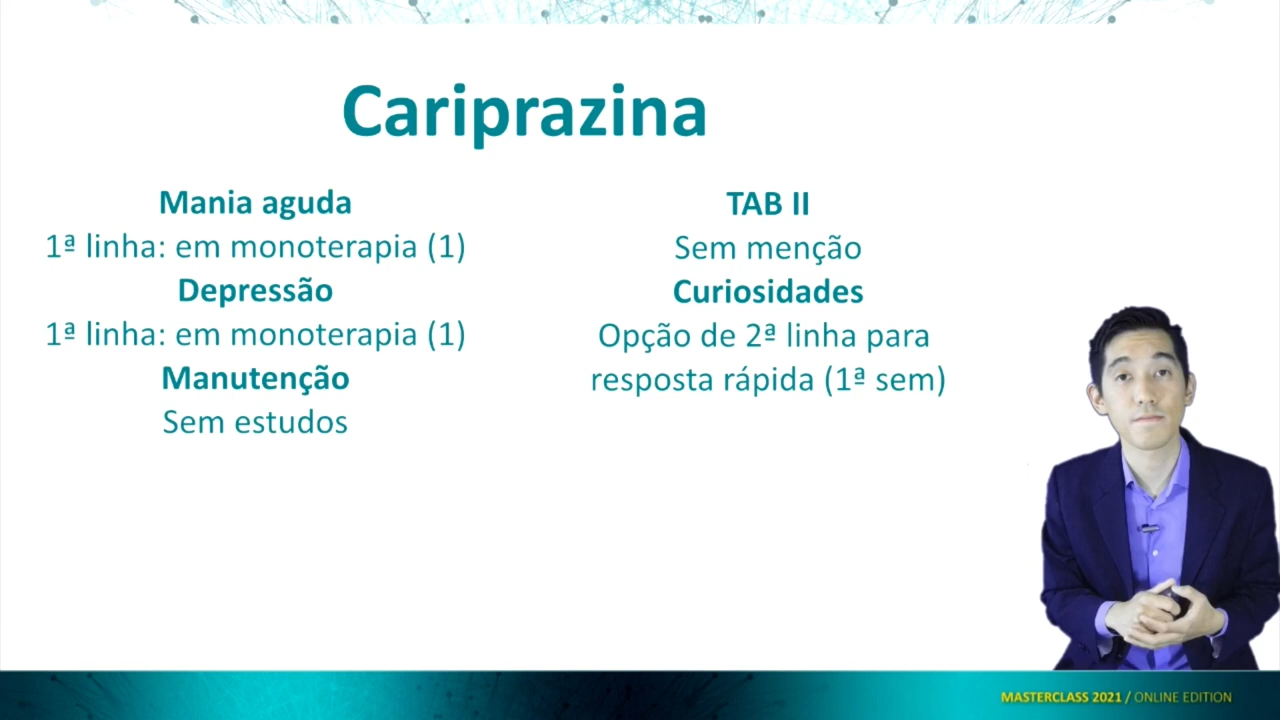 Cariprazina
Mania aguda
1ª linha: em monoterapia (1)
Depressão
1ª linha: em monoterapia (1)
Manutenção
Sem estudos
TAB II
Sem menção
Curiosidades
Opção de 2ª linha para
resposta rápida (1ª sem)
MASTERCLASS 2021 / ONLINE EDITION